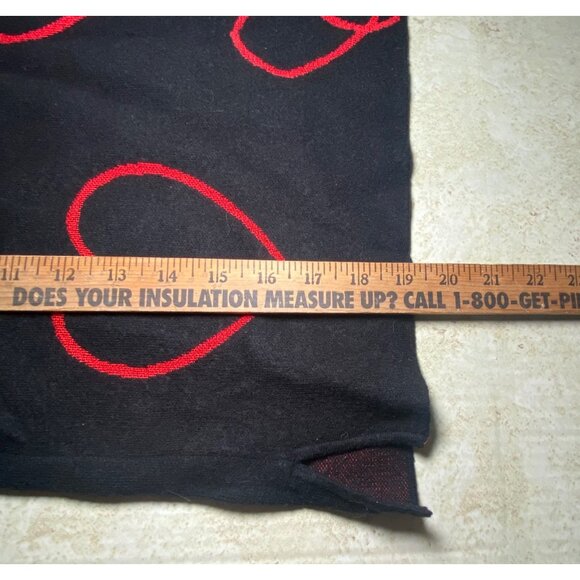 11 12 13 14 15 16 17 18 19 20 21 22 23
DOES YOUR INSULATION MEASURE UP? CALL 1-800-GET-PI